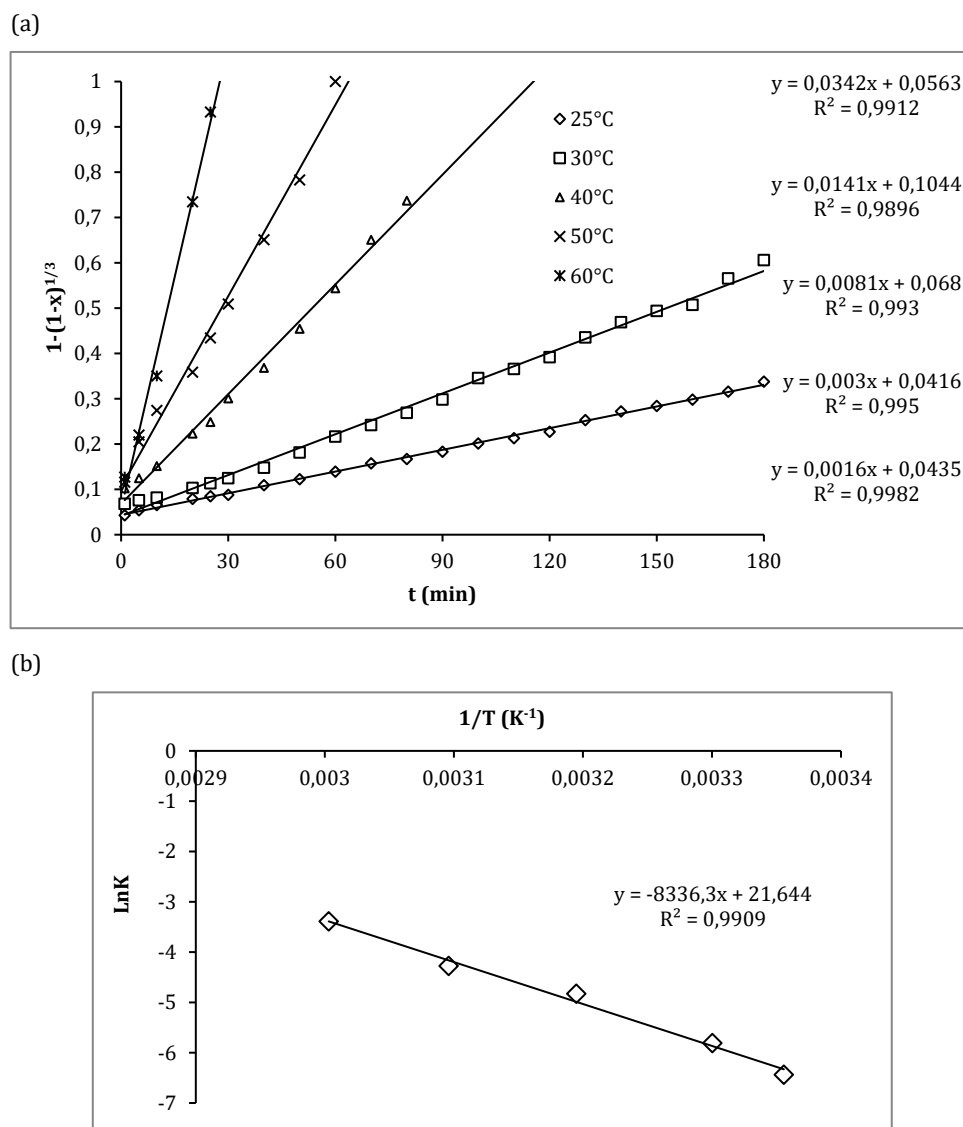 (a)
1
0,9
0,8
0,7
0,6
0,5
0,4
0,3
0,2
0,1
0
1-(1-x)^1/3
0 30 60 90 120 150 180
t (min)
25°C
30°C
40°C
50°C
60°C
y = 0,0342x + 0,0563
R² = 0,9912
y = 0,0141x + 0,1044
R² = 0,9896
y = 0,0081x + 0,068
R² = 0,993
y = 0,003x + 0,0416
R² = 0,995
y = 0,0016x + 0,0435
R² = 0,9982
(b)
1/T (K⁻¹)
0
0,0029 0,003 0,0031 0,0032 0,0033 0,0034
-1
-2
-3
-4
-5
-6
-7
LnK
y = -8336,3x + 21,644
R² = 0,9909